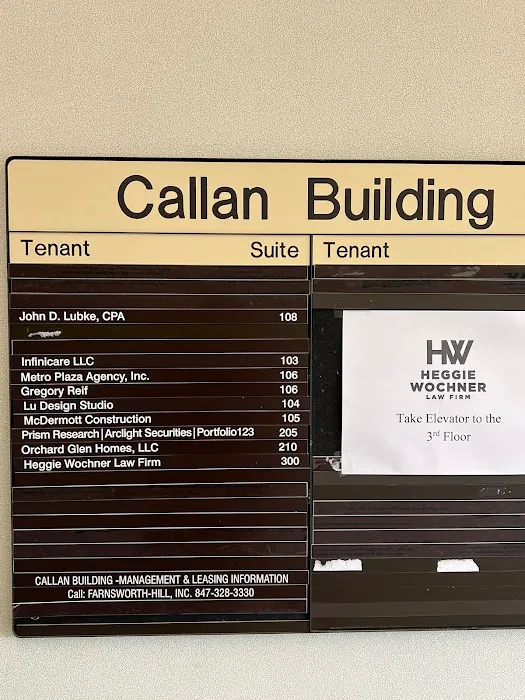 Callan Building
Tenant Suite Tenant
John D. Lubke, CPA 108
Infinicare LLC 103
Metro Plaza Agency, Inc. 106
Gregory Reif 106
Lu Design Studio 104
McDermott Construction 105
Prism Research|Arclight Securities|Portfolio123 205
Orchard Glen Homes, LLC 210
Heggie Wochner Law Firm 300
CALLAN BUILDING -MANAGEMENT & LEASING INFORMATION
Call: FARNSWORTH-HILL, INC. 847-328-3330
HW
HEGGIE
WOCHNER
LAW FIRM
Take Elevator to the
3rd Floor